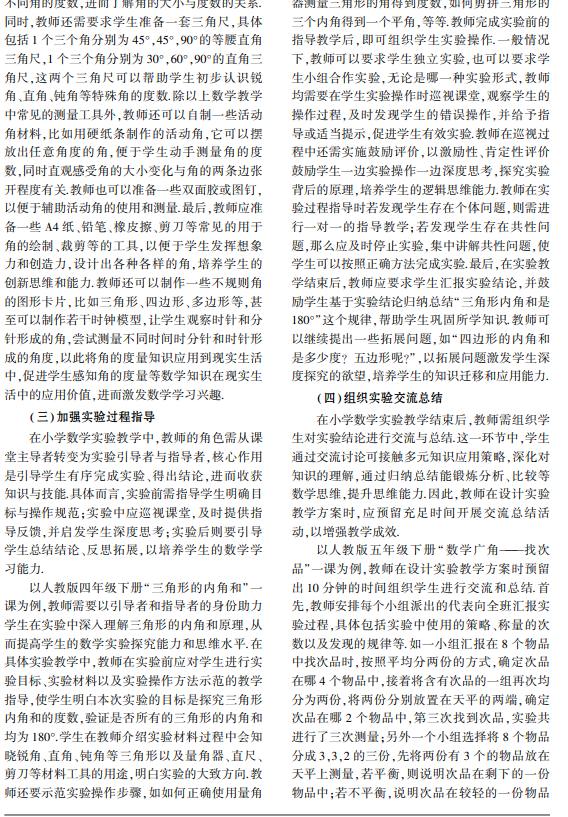 不同角的度数,进而了解角的大小与度数的关系.
同时,教师还需要求学生准备一套三角尺,具体
包括 1 个三个角分别为 45°,45°,90°的等腰直角
三角尺,1 个三个角分别为 30°,60°,90°的直角三
角尺,这两个三角尺可以帮助学生初步认识锐
角、直角、钝角等特殊角的度数.除以上数学教学
中常见的测量工具外,教师还可以自制一些活动
角材料,比如用硬纸条制作的活动角,它可以摆
放出任意角度的角,便于学生动手测量角的度
数,同时直观感受角的大小变化与角的两条边张
开程度有关.教师也可以准备一些双面胶或图钉,
以便于辅助活动角的使用和测量.最后,教师应准
备一些 A4 纸、铅笔、橡皮擦、剪刀等常见的用于
角的绘制、裁剪等的工具,以便于学生发挥想象
力和创造力,设计出各种各样的角,培养学生的
创新思维和能力.教师还可以制作一些不规则角
的图形卡片,比如三角形、四边形、多边形等,甚
至可以制作若干时钟模型,让学生观察时针和分
针形成的角,尝试测量不同时间时分针和时针形
成的角度,以此将角的度量知识应用到现实生活
中,促进学生感知角的度量等数学知识在现实生
活中的应用价值,进而激发数学学习兴趣.
(三)加强实验过程指导
在小学数学实验教学中,教师的角色需从课
堂主导者转变为实验引导者与指导者,核心作用
是引导学生有序完成实验、得出结论,进而收获
知识与技能.具体而言,实验前需指导学生明确目
标与操作规范;实验中应巡视课堂,及时提供指
导反馈,并启发学生深度思考;实验后则要引导
学生总结结论、反思拓展,以培养学生的数学学
习能力.
以人教版四年级下册“三角形的内角和”一
课为例,教师需要以引导者和指导者的身份助力
学生在实验中深入理解三角形的内角和原理,从
而提高学生的数学实验探究能力和思维水平.在
具体实验教学中,教师在实验前应对学生进行实
验目标、实验材料以及实验操作方法示范的教学
指导,使学生明白本次实验的目标是探究三角形
内角和的度数,验证是否所有的三角形的内角和
均为 180°.学生在教师介绍实验材料过程中会知
晓锐角、直角、钝角等三角形以及量角器、直尺、
剪刀等材料工具的用途,明白实验的大致方向.教
师还要示范实验操作步骤,如如何正确使用量角
器测量三角形的角得到度数,如何剪拼三角形的
三个内角得到一个平角,等等.教师完成实验前的
指导教学后,即可组织学生实验操作.一般情况
下,教师可以要求学生独立实验,也可以要求学
生小组合作实验,无论是哪一种实验形式,教师
均需要在学生实验操作时巡视课堂,观察学生的
操作过程,及时发现学生的错误操作,并给予指
导或适当提示,促进学生有效实验.教师在巡视过
程中还需实施鼓励评价,以激励性、肯定性评价
鼓励学生一边实验操作一边深度思考,探究实验
背后的原理,培养学生的逻辑思维能力.教师在实
验过程指导时若发现学生存在个体问题,则需进
行一对一的指导教学;若发现学生存在共性问
题,那么应及时停止实验,集中讲解共性问题,使
学生可以按照正确方法完成实验.最后,在实验教
学结束后,教师应要求学生汇报实验结论,并鼓
励学生基于实验结论归纳总结“三角形内角和是
180°”这个规律,帮助学生巩固所学知识.教师可
以继续提出一些拓展问题,如“四边形的内角和
是多少度？五边形呢?”,以拓展问题激发学生深
度探究的欲望,培养学生的知识迁移和应用能力.
(四)组织实验交流总结
在小学数学实验教学结束后,教师需组织学
生对实验结论进行交流与总结.这一环节中,学生
通过交流讨论可接触多元知识应用策略,深化对
知识的理解,通过归纳总结能锻炼分析、比较等
数学思维,提升思维能力.因此,教师在设计实验
教学方案时,应预留充足时间开展交流总结活
动,以增强教学成效.
以人教版五年级下册“数学广角——找次
品”一课为例,教师在设计实验教学方案时预留
出 10 分钟的时间组织学生进行交流和总结.首
先,教师安排每个小组派出的代表向全班汇报实
验过程,具体包括实验中使用的策略、称量的次
数以及发现的规律等.如一小组汇报在 8 个物品
中找次品时,按照平均分两份的方式,确定次品
在哪 4 个物品中,接着将含有次品的一组再次均
分为两份,将两份分别放置在天平的两端,确定
次品在哪 2 个物品中,第三次找到次品,实验共
进行了三次测量;另外一个小组选择将 8 个物品
分成 3,3,2 的三份,先将两份有 3 个的物品放在
天平上测量,若平衡,则说明次品在剩下的一份
物品中;若不平衡,说明次品在较轻的一份物品